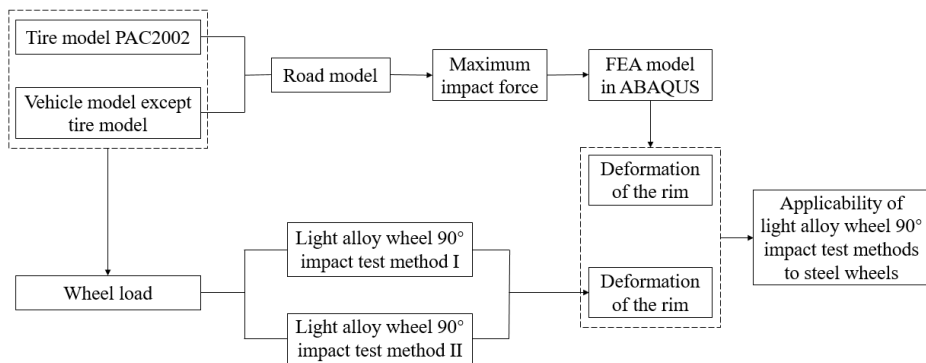 Tire model PAC2002
Vehicle model except
tire model
Road model
Maximum
impact force
FEA model
in ABAQUS
Deformation
of the rim
Wheel load
Light alloy wheel 90°
impact test method I
Light alloy wheel 90°
impact test method II
Deformation
of the rim
Applicability of
light alloy wheel 90°
impact test methods
to steel wheels